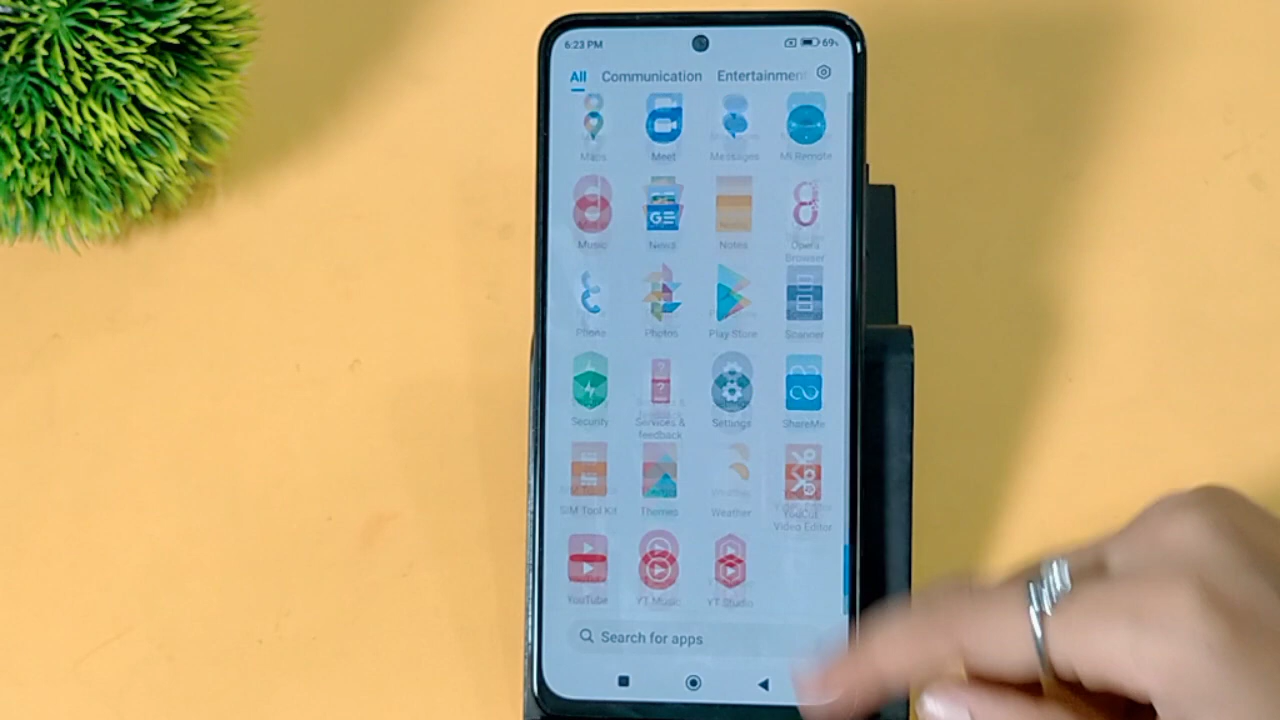 6:23 PM 69%
All Communication Entertainment
Maps Meet Messages Mi Remote
Music News Notes Opera
Browser
Phone Photos Play Store Scanner
Security Services & Settings ShareMe
feedback
SIM Tool Kit Themes Weather YouCut
Video Editor
YouTube YT Music YT Studio
Search for apps